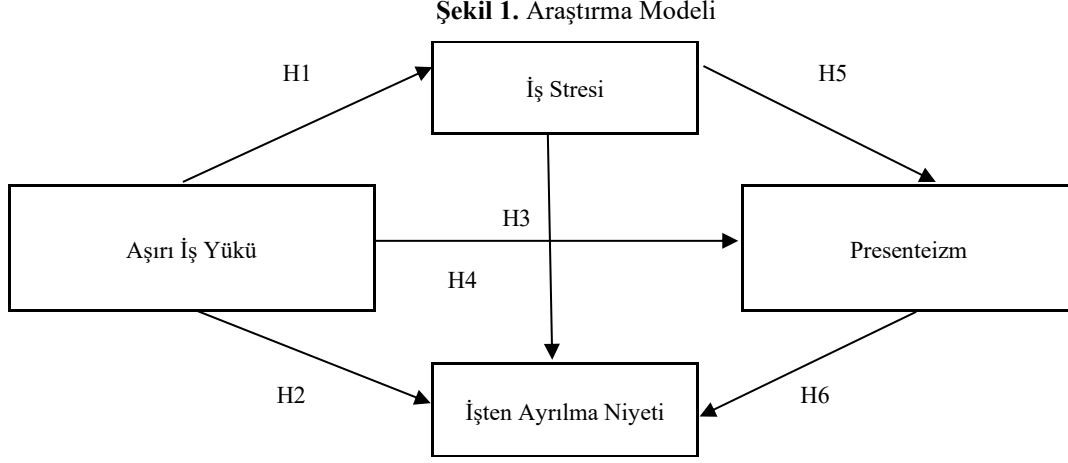 Şekil 1. Araştırma Modeli
İş Stresi
H1
H5
Aşırı İş Yükü
H3
Presenteizm
H4
H2
İşten Ayrılma Niyeti
H6